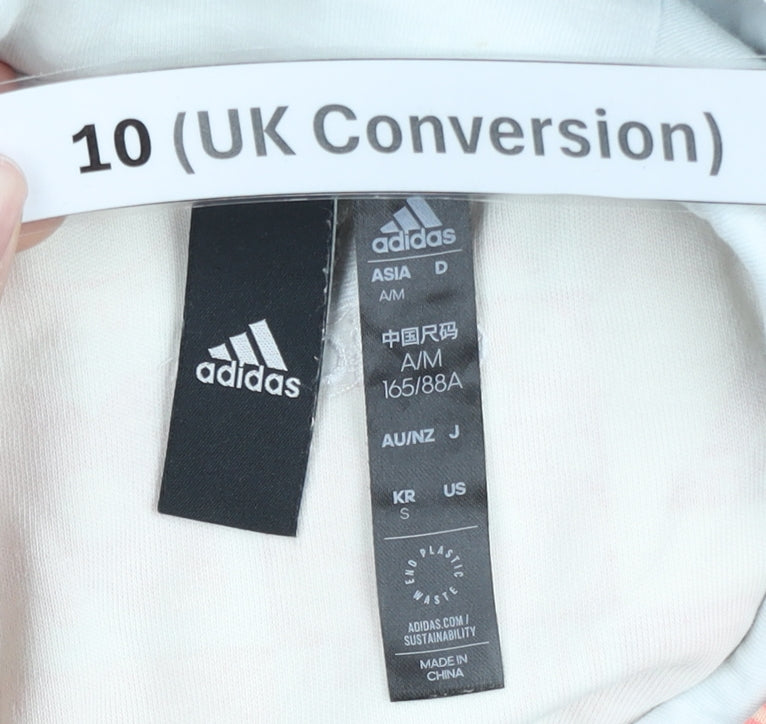 10 (UK Conversion)
adidas
adidas
ASIA D
A/M
中国尺码
A/M
165/88A
AU/NZ J
KR US
S
END PLASTIC WASTE
ADIDAS.COM/
SUSTAINABILITY
MADE IN
CHINA